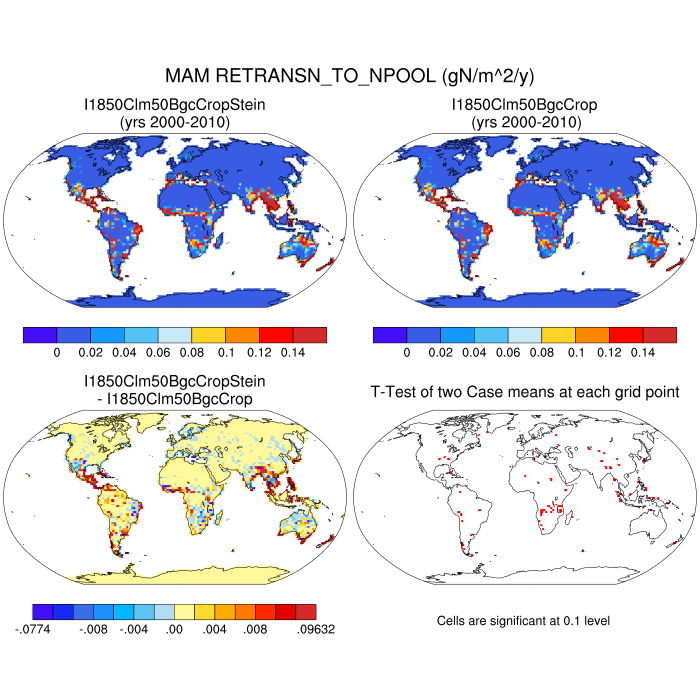 MAM RETRANSN_TO_NPOOL (gN/m^2/y)
I1850Clm50BgcCropStein
(yrs 2000-2010)
I1850Clm50BgcCrop
(yrs 2000-2010)
0 0.02 0.04 0.06 0.08 0.1 0.12 0.14
0 0.02 0.04 0.06 0.08 0.1 0.12 0.14
I1850Clm50BgcCropStein
- I1850Clm50BgcCrop
T-Test of two Case means at each grid point
-.0774 -.008 -.004 .00 .004 .008 .09632
Cells are significant at 0.1 level